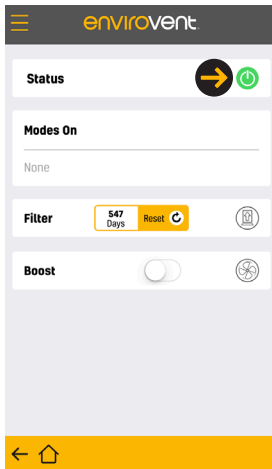 envirovent
Status
Modes On
None
Filter
547
Days
Reset
Boost